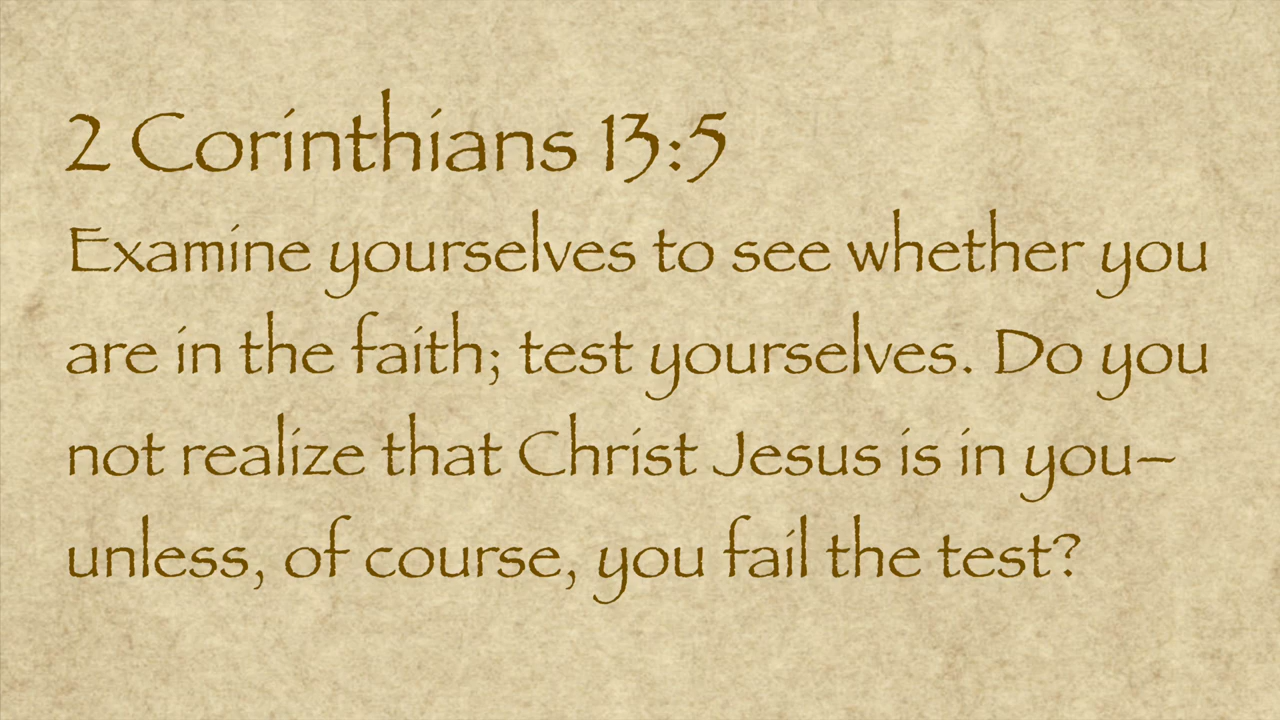 2 Corinthians 13:5
Examine yourselves to see whether you
are in the faith; test yourselves. Do you
not realize that Christ Jesus is in you—
unless, of course, you fail the test?